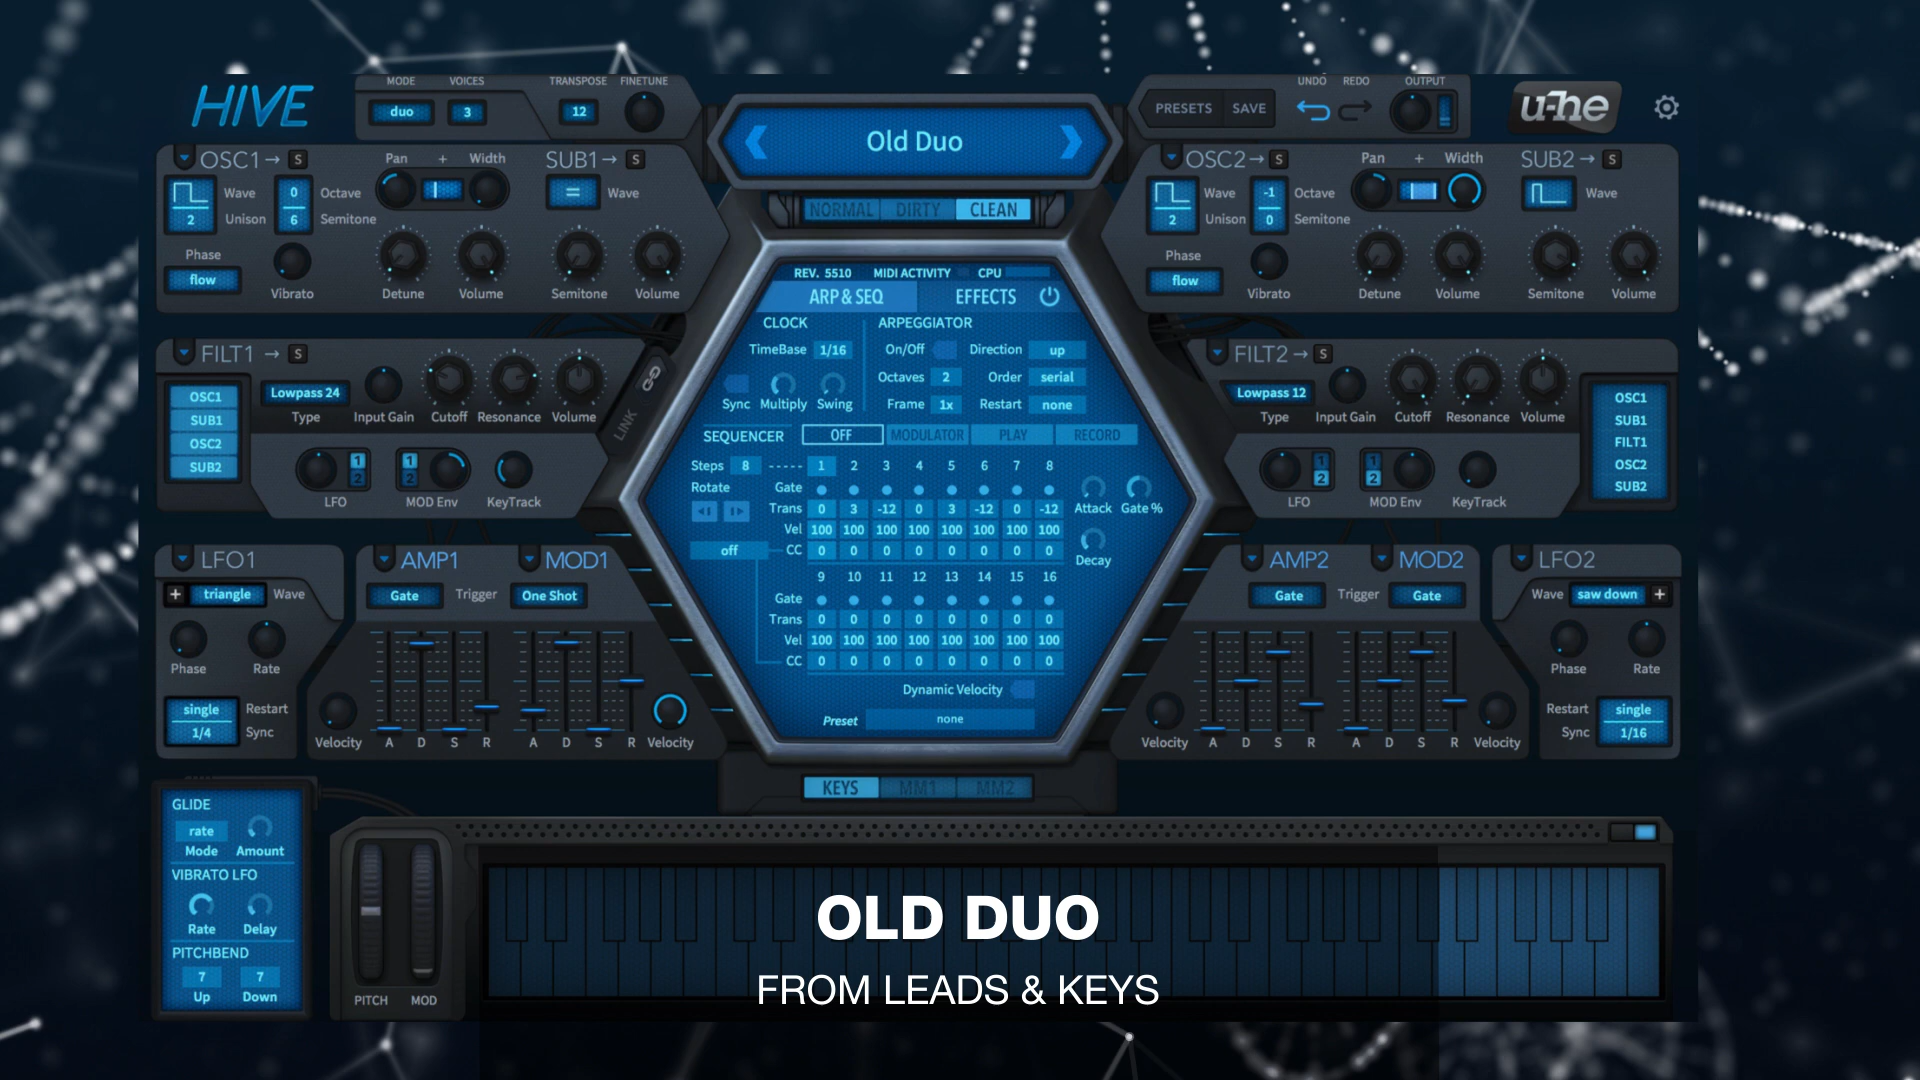 HIVE
MODE VOICES TRANSPOSE FINETUNE
duo 3 12
Old Duo
UNDO REDO OUTPUT
PRESETS SAVE
u-he
OSC1 → S Pan + Width SUB1 → S
Wave 0 Octave = Wave
2 Unison 6 Semitone
Phase
flow
Vibrato Detune Volume Semitone Volume
NORMAL DIRTY CLEAN
OSC2 → S Pan + Width SUB2 → S
Wave -1 Octave Wave
2 Unison 0 Semitone
Phase
flow
Vibrato Detune Volume Semitone Volume
FILT1 → S
OSC1
SUB1
OSC2
SUB2
Lowpass 24
Type Input Gain Cutoff Resonance Volume
1 1
2 2
LFO MOD Env KeyTrack
LINK
REV. 5510 MIDI ACTIVITY CPU
ARP & SEQ EFFECTS
CLOCK ARPEGGIATOR
TimeBase 1/16 On/Off Direction up
Octaves 2 Order serial
Sync Multiply Swing Frame 1x Restart none
SEQUENCER OFF MODULATOR PLAY RECORD
Steps 8 ----- 1 2 3 4 5 6 7 8
Rotate Gate
Trans 0 3 -12 0 3 -12 0 -12 Attack Gate %
Vel 100 100 100 100 100 100 100 100
off CC 0 0 0 0 0 0 0 0 Decay
9 10 11 12 13 14 15 16
Gate
Trans 0 0 0 0 0 0 0 0
Vel 100 100 100 100 100 100 100 100
CC 0 0 0 0 0 0 0 0
Dynamic Velocity
Preset none
FILT2 → S
Lowpass 12
Type Input Gain Cutoff Resonance Volume
1 1
2 2
LFO MOD Env KeyTrack
OSC1
SUB1
FILT1
OSC2
SUB2
LFO1
+ triangle Wave
Phase Rate
single Restart
1/4 Sync
AMP1 MOD1
Gate Trigger One Shot
Velocity A D S R A D S R Velocity
AMP2 MOD2
Gate Trigger Gate
Velocity A D S R A D S R Velocity
LFO2
Wave saw down +
Phase Rate
Restart single
Sync 1/16
KEYS MM1 MM2
GLIDE
rate
Mode Amount
VIBRATO LFO
Rate Delay
PITCHBEND
7 7
Up Down
PITCH MOD
OLD DUO
FROM LEADS & KEYS